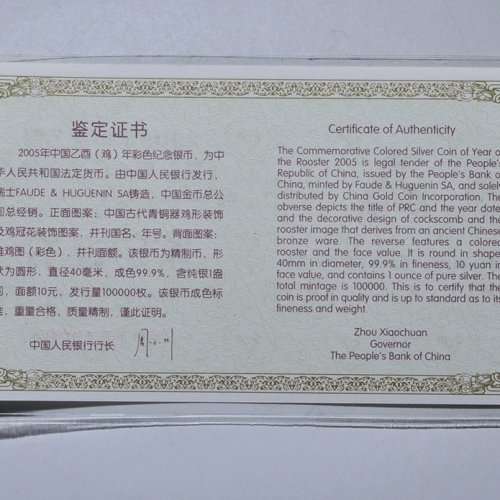 鉴定证书
2005年中国乙酉（鸡）年彩色纪念银币，为中
华人民共和国法定货币。由中国人民银行发行、
瑞士FAUDE & HUGUENIN SA铸造，中国金币总公
司总经销。正面图案：中国古代青铜器鸡形装饰
及鸡冠花装饰图案，并刊国名、年号。背面图案：
雄鸡图（彩色），并刊面额。该银币为精制币，形
状为圆形，直径40毫米，成色99.9%，含纯银1盎
司，面额10元，发行量100000枚。该银币成色标
准，重量合格，质量精制，谨此证明。
中国人民银行行长
Certificate of Authenticity
The Commemorative Colored Silver Coin of Year of
the Rooster 2005 is legal tender of the People's
Republic of China, issued by the People's Bank of
China, minted by Faude & Huguenin SA, and solely
distributed by China Gold Coin Incorporation. The
obverse depicts the title of PRC and the year date
and the decorative design of cockscomb and the
rooster image that derives from an ancient Chinese
bronze ware. The reverse features a colored
rooster and the face value. It is round in shape,
40mm in diameter, 99.9% in fineness, 10 yuan in
face value, and contains 1 ounce of pure silver. The
total mintage is 100000. This is to certify that the
coin is proof in quality and is up to standard as to its
fineness and weight.
Zhou Xiaochuan
Governor
The People's Bank of China